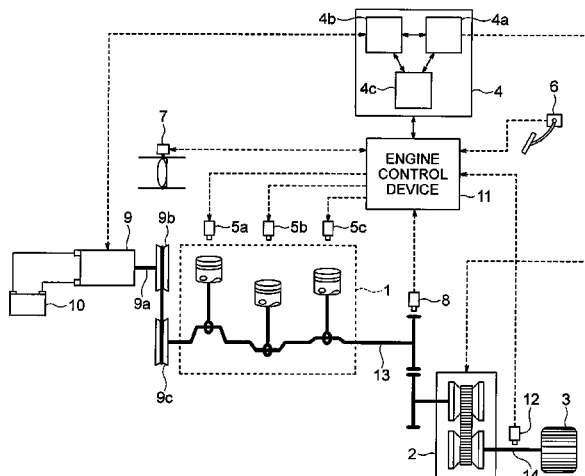 4b
4a
4c
4
6
7
ENGINE
CONTROL
DEVICE
11
5a
5b
5c
9
9b
9a
10
1
8
9c
13
12
3
2
14